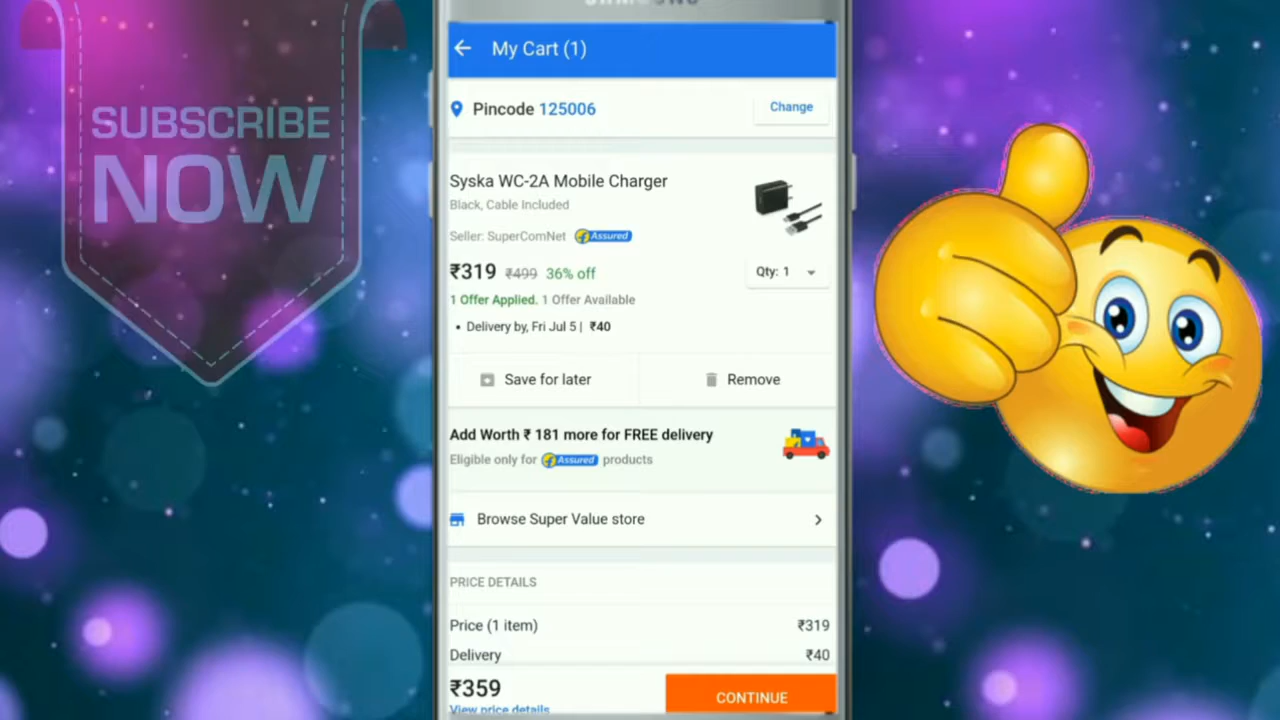 SUBSCRIBE
NOW
SAMSUNG
My Cart (1)
Pincode 125006
Change
Syska WC-2A Mobile Charger
Black, Cable Included
Seller: SuperComNet Assured
₹319 ₹499 36% off
Qty: 1
1 Offer Applied. 1 Offer Available
• Delivery by, Fri Jul 5 | ₹40
Save for later
Remove
Add Worth ₹ 181 more for FREE delivery
Eligible only for Assured products
Browse Super Value store
PRICE DETAILS
Price (1 item) ₹319
Delivery ₹40
₹359
View price details
CONTINUE